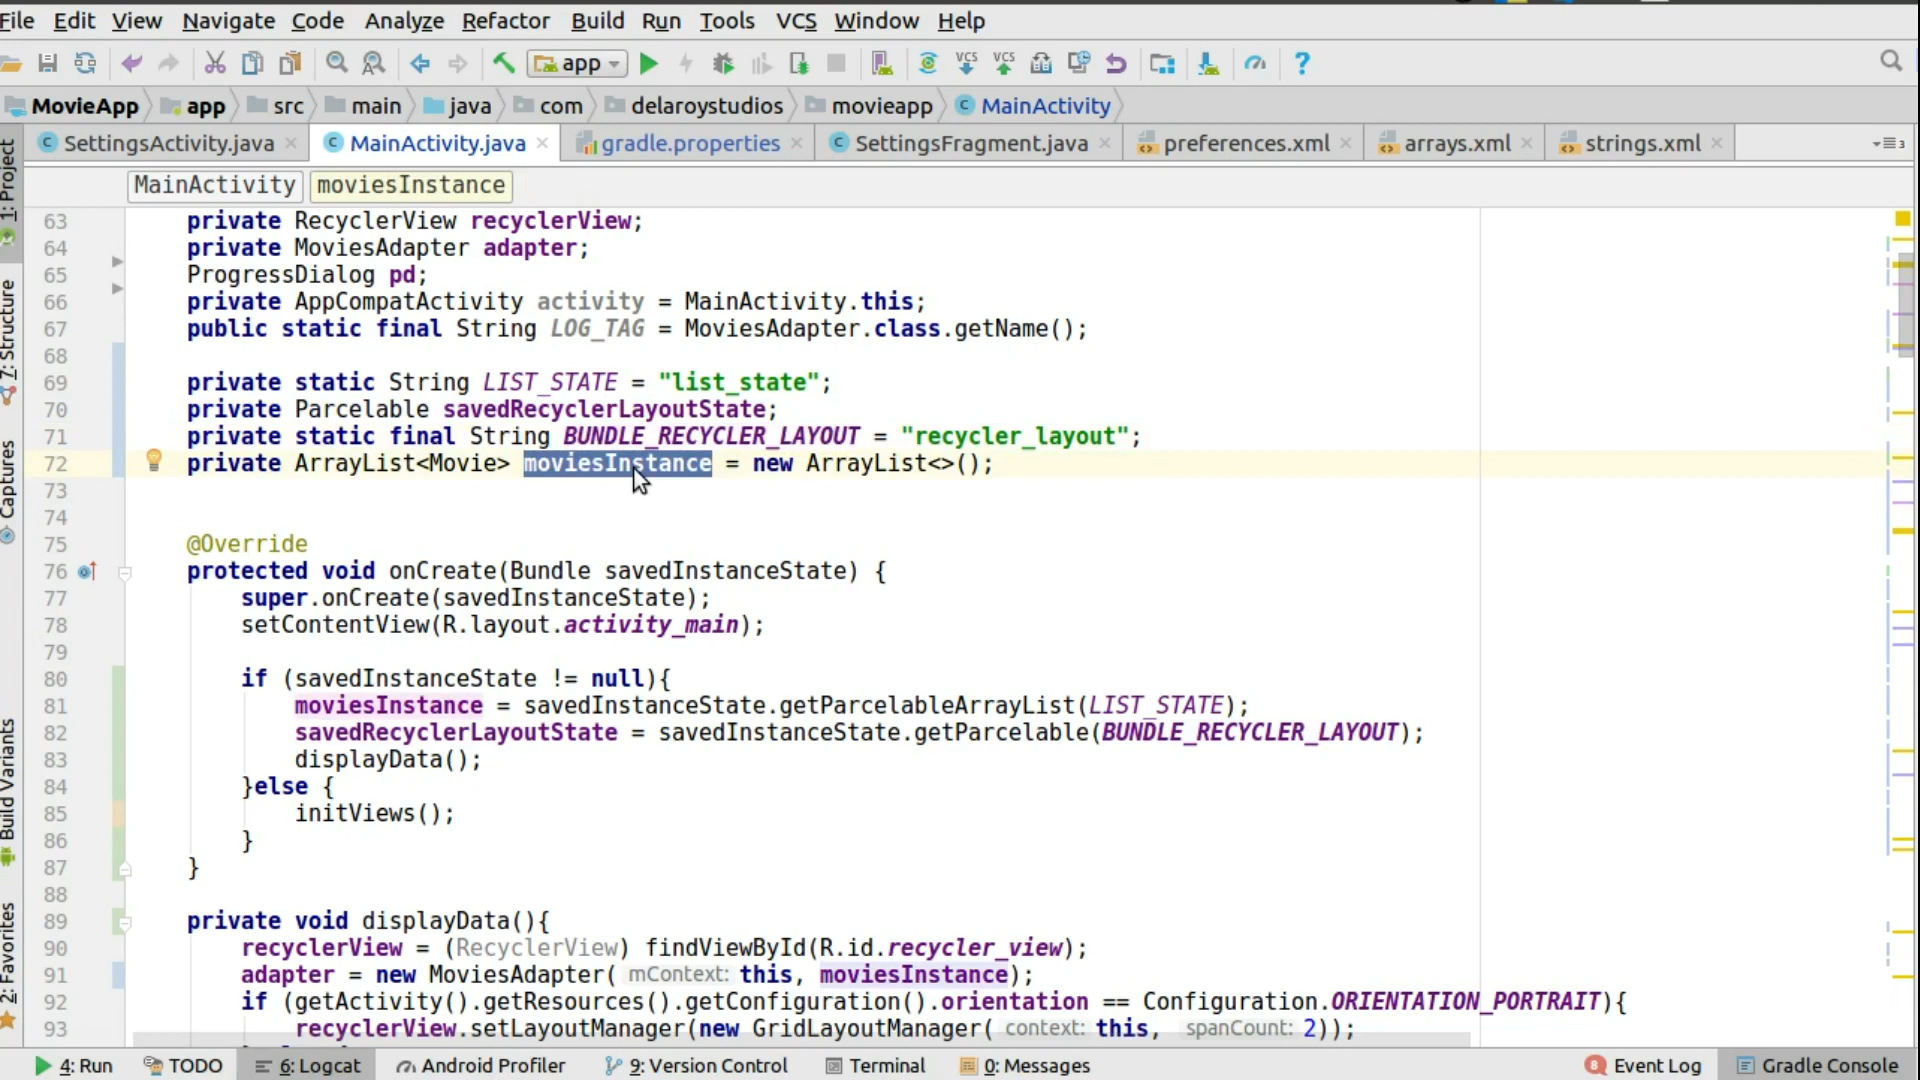 File Edit View Navigate Code Analyze Refactor Build Run Tools VCS Window Help
app VCS VCS ?
MovieApp app src main java com delaroystudios movieapp MainActivity
SettingsActivity.java MainActivity.java gradle.properties SettingsFragment.java preferences.xml arrays.xml strings.xml 3
MainActivity moviesInstance
1: Project
7: Structure
Captures
Build Variants
2: Favorites
63 private RecyclerView recyclerView;
64 private MoviesAdapter adapter;
65 ProgressDialog pd;
66 private AppCompatActivity activity = MainActivity.this;
67 public static final String LOG_TAG = MoviesAdapter.class.getName();
68
69 private static String LIST_STATE = "list_state";
70 private Parcelable savedRecyclerLayoutState;
71 private static final String BUNDLE_RECYCLER_LAYOUT = "recycler_layout";
72 private ArrayList<Movie> moviesInstance = new ArrayList<>();
73
74
75 @Override
76 protected void onCreate(Bundle savedInstanceState) {
77 super.onCreate(savedInstanceState);
78 setContentView(R.layout.activity_main);
79
80 if (savedInstanceState != null){
81 moviesInstance = savedInstanceState.getParcelableArrayList(LIST_STATE);
82 savedRecyclerLayoutState = savedInstanceState.getParcelable(BUNDLE_RECYCLER_LAYOUT);
83 displayData();
84 }else {
85 initViews();
86 }
87 }
88
89 private void displayData(){
90 recyclerView = (RecyclerView) findViewById(R.id.recycler_view);
91 adapter = new MoviesAdapter( mContext: this, moviesInstance);
92 if (getActivity().getResources().getConfiguration().orientation == Configuration.ORIENTATION_PORTRAIT){
93 recyclerView.setLayoutManager(new GridLayoutManager( context: this, spanCount: 2));
4: Run TODO 6: Logcat Android Profiler 9: Version Control Terminal 0: Messages 8 Event Log Gradle Console